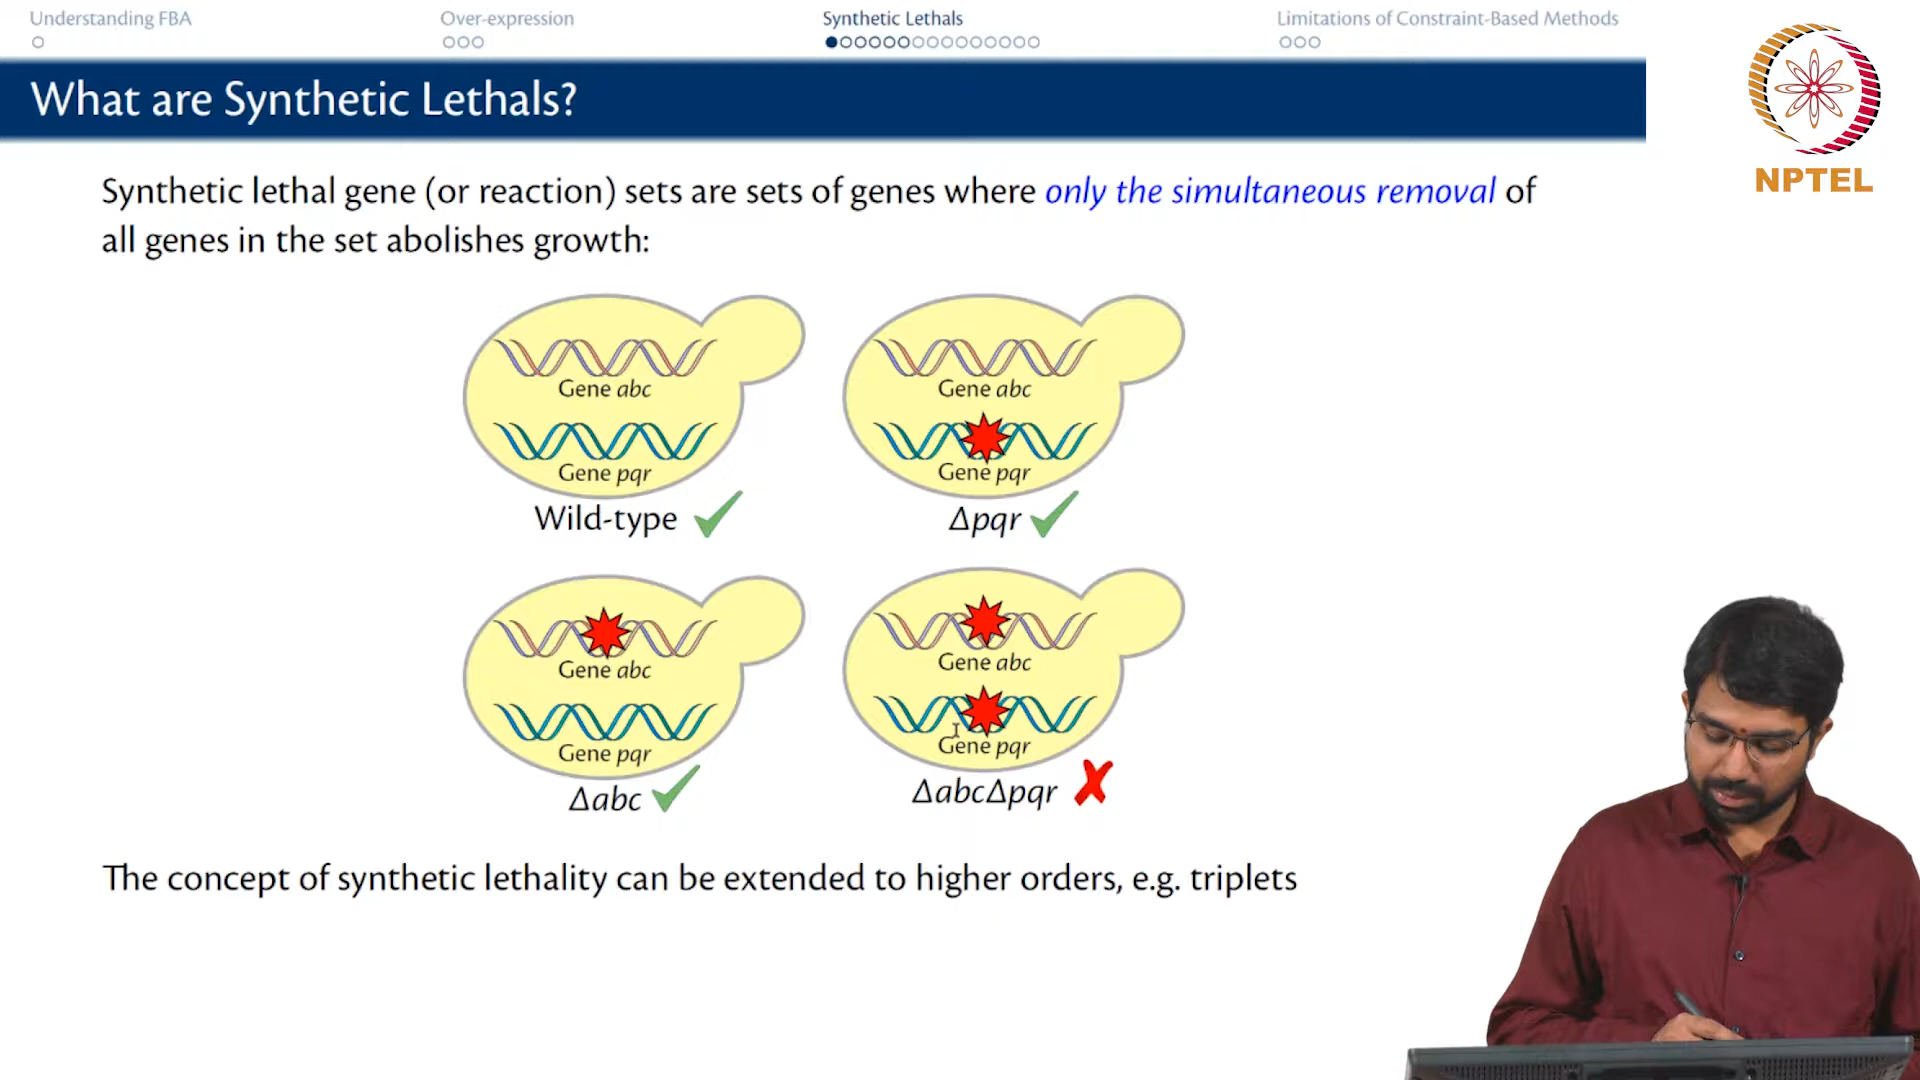 Understanding FBA
Over-expression
Synthetic Lethals
Limitations of Constraint-Based Methods
What are Synthetic Lethals?
NPTEL
Synthetic lethal gene (or reaction) sets are sets of genes where only the simultaneous removal of
all genes in the set abolishes growth:
Gene abc
Gene pqr
Wild-type
Gene abc
Gene pqr
Δpqr
Gene abc
Gene pqr
Δabc
Gene abc
Gene pqr
ΔabcΔpqr
The concept of synthetic lethality can be extended to higher orders, e.g. triplets